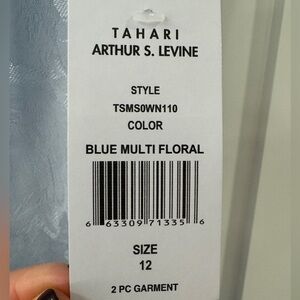 TAHARI
ARTHUR S. LEVINE
STYLE
TSMS0WN110
COLOR
BLUE MULTI FLORAL
6 63309 71335 6
SIZE
12
2 PC GARMENT